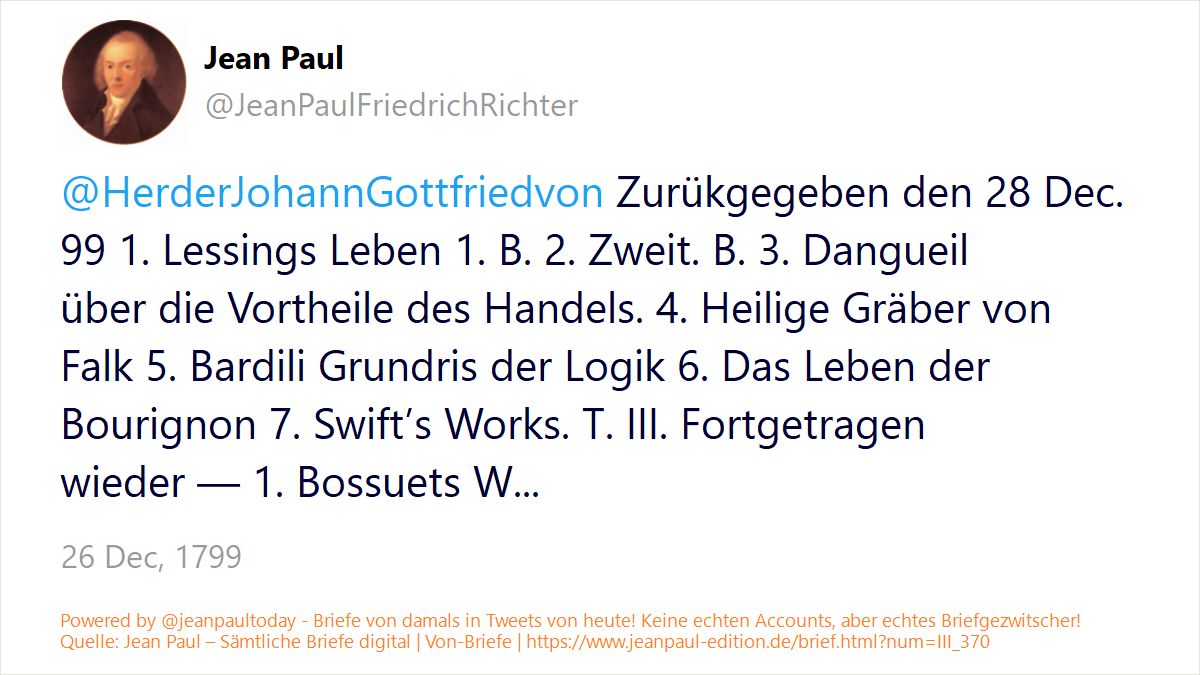 Jean Paul
@JeanPaulFriedrichRichter
@HerderJohannGottfriedvon Zurükgegeben den 28 Dec.
99 1. Lessings Leben 1. B. 2. Zweit. B. 3. Dangueil
über die Vortheile des Handels. 4. Heilige Gräber von
Falk 5. Bardili Grundris der Logik 6. Das Leben der
Bourignon 7. Swift’s Works. T. III. Fortgetragen
wieder — 1. Bossuets W...
26 Dec, 1799
Powered by @jeanpaultoday - Briefe von damals in Tweets von heute! Keine echten Accounts, aber echtes Briefgezwitscher!
Quelle: Jean Paul – Sämtliche Briefe digital | Von-Briefe | https://www.jeanpaul-edition.de/brief.html?num=III_370